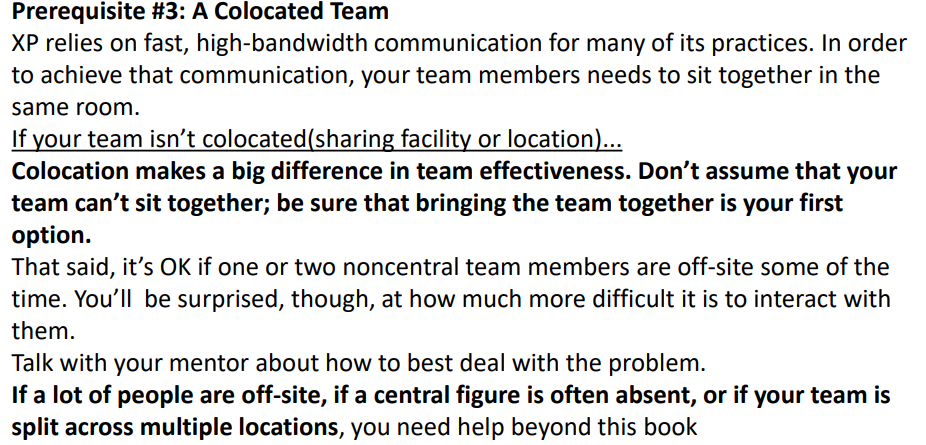 Prerequisite #3: A Colocated Team
XP relies on fast, high-bandwidth communication for many of its practices. In order
to achieve that communication, your team members needs to sit together in the
same room.
If your team isn’t colocated(sharing facility or location)...
Colocation makes a big difference in team effectiveness. Don’t assume that your
team can’t sit together; be sure that bringing the team together is your first
option.
That said, it’s OK if one or two noncentral team members are off-site some of the
time. You’ll  be surprised, though, at how much more difficult it is to interact with
them.
Talk with your mentor about how to best deal with the problem.
If a lot of people are off-site, if a central figure is often absent, or if your team is
split across multiple locations, you need help beyond this book